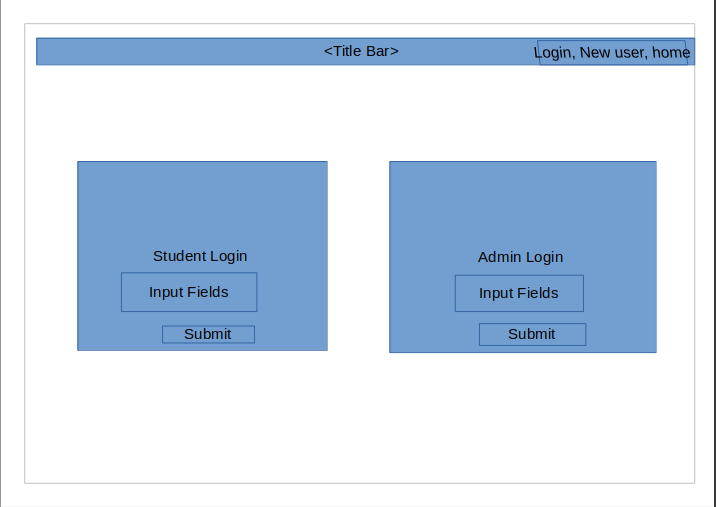 <Title Bar>
Login, New user, home
Student Login
Input Fields
Submit
Admin Login
Input Fields
Submit